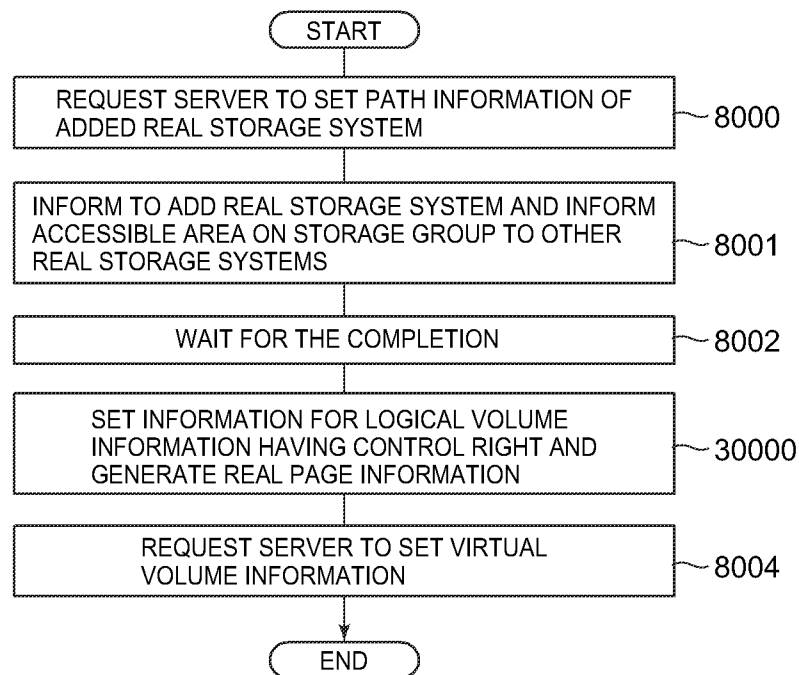 START
REQUEST SERVER TO SET PATH INFORMATION OF
ADDED REAL STORAGE SYSTEM
8000
INFORM TO ADD REAL STORAGE SYSTEM AND INFORM
ACCESSIBLE AREA ON STORAGE GROUP TO OTHER
REAL STORAGE SYSTEMS
8001
WAIT FOR THE COMPLETION
8002
SET INFORMATION FOR LOGICAL VOLUME
INFORMATION HAVING CONTROL RIGHT AND
GENERATE REAL PAGE INFORMATION
30000
REQUEST SERVER TO SET VIRTUAL
VOLUME INFORMATION
8004
END